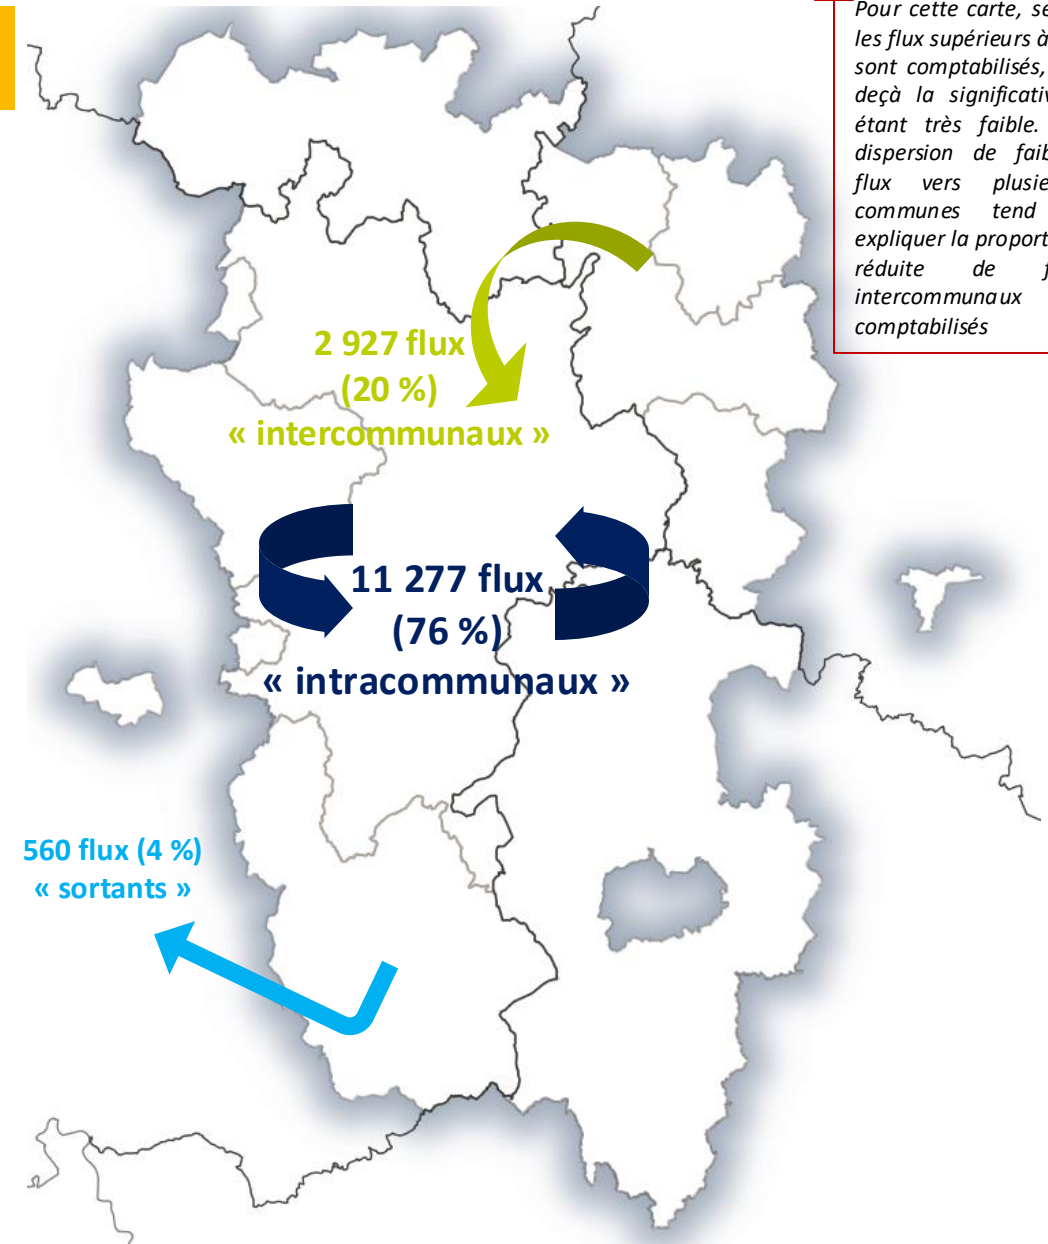 Pour cette carte, se
les flux supérieurs à
sont comptabilisés,
deçà la significativ
étant très faible.
dispersion de faib
flux vers plusie
communes tend
expliquer la proport
réduite de f
intercommunaux
comptabilisés
2 927 flux
(20 %)
« intercommunaux »
11 277 flux
(76 %)
« intracommunaux »
560 flux (4 %)
« sortants »